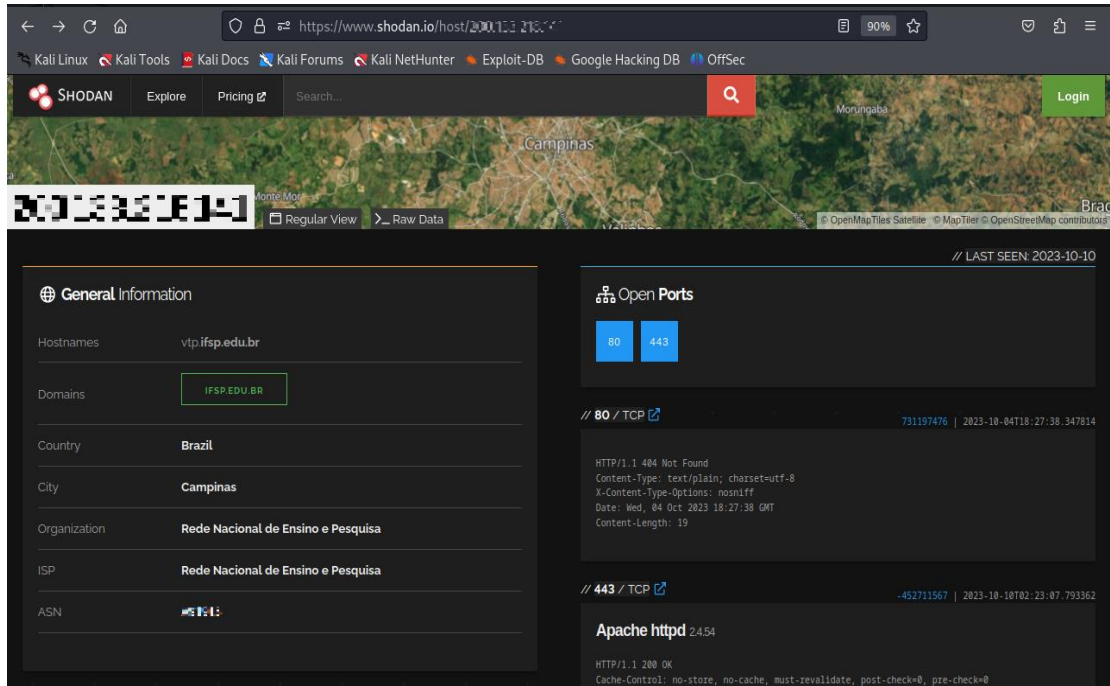 https://www.shodan.io/host/
90%
Kali Linux Kali Tools Kali Docs Kali Forums Kali NetHunter Exploit-DB Google Hacking DB OffSec
SHODAN Explore Pricing Search... Login
Morungaba
Campinas
Monte Mor
Regular View >_ Raw Data
Valinhos
Brag
© OpenMapTiles Satellite © MapTiler © OpenStreetMap contributors
// LAST SEEN: 2023-10-10
General Information
Hostnames vtp.ifsp.edu.br
Domains IFSP.EDU.BR
Country Brazil
City Campinas
Organization Rede Nacional de Ensino e Pesquisa
ISP Rede Nacional de Ensino e Pesquisa
ASN
Open Ports
80 443
// 80 / TCP
731197476 | 2023-10-04T18:27:38.347814
HTTP/1.1 404 Not Found
Content-Type: text/plain; charset=utf-8
X-Content-Type-Options: nosniff
Date: Wed, 04 Oct 2023 18:27:38 GMT
Content-Length: 19
// 443 / TCP
-452711567 | 2023-10-10T02:23:07.793362
Apache httpd 2.4.54
HTTP/1.1 200 OK
Cache-Control: no-store, no-cache, must-revalidate, post-check=0, pre-check=0